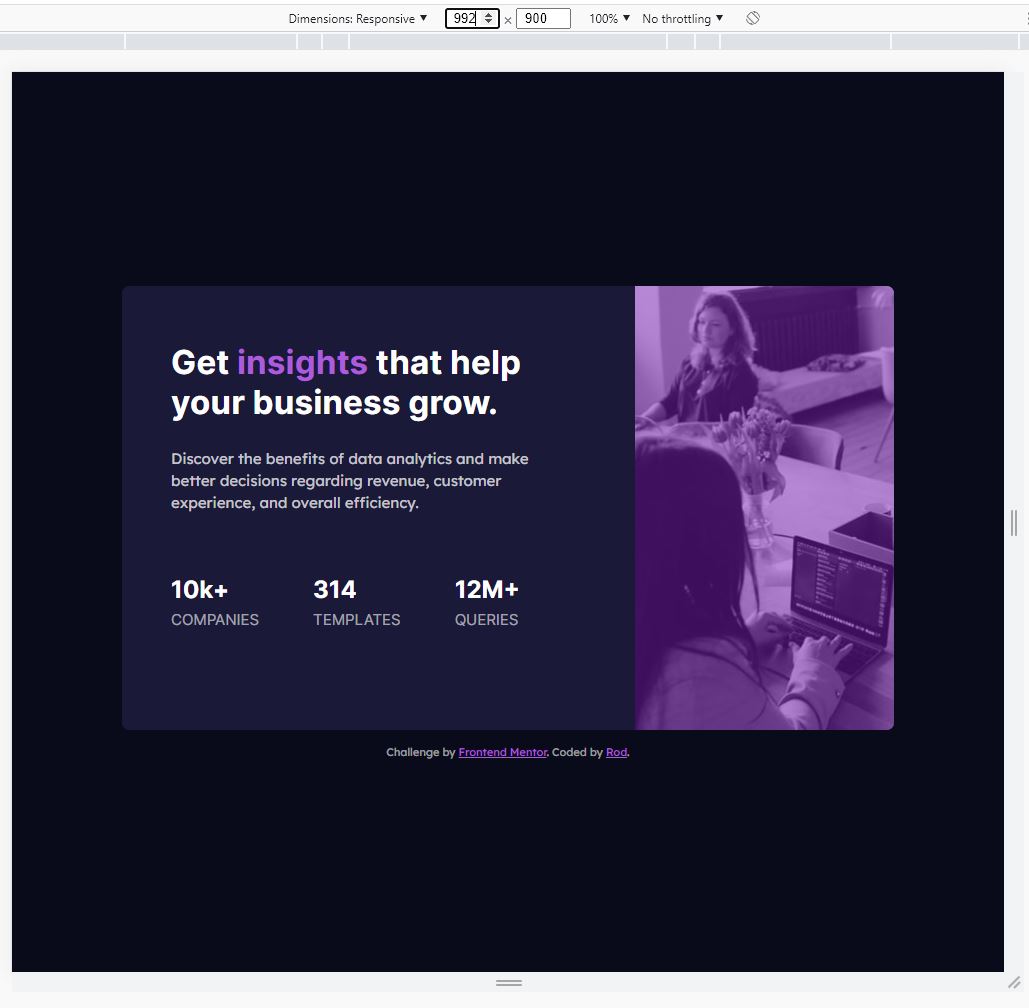 Dimensions: Responsive ▼ 992 × 900 100% ▼ No throttling ▼
Get insights that help
your business grow.
Discover the benefits of data analytics and make
better decisions regarding revenue, customer
experience, and overall efficiency.
10k+ 314 12M+
COMPANIES TEMPLATES QUERIES
Challenge by Frontend Mentor. Coded by Rod.